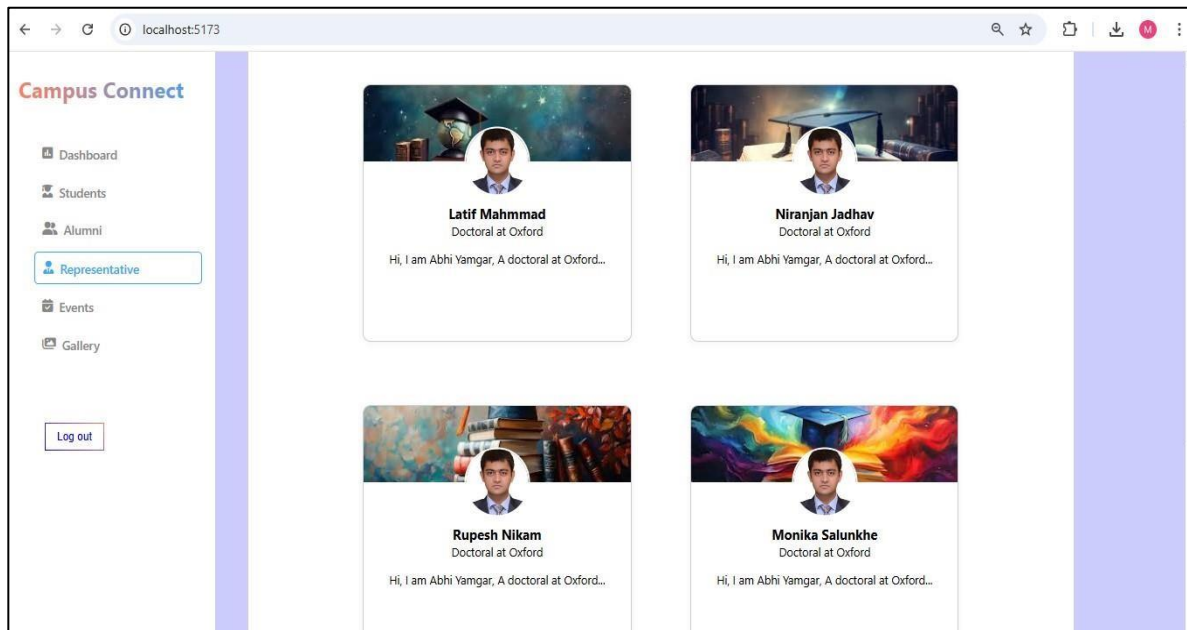 localhost:5173
M
Campus Connect
Dashboard
Students
Alumni
Representative
Events
Gallery
Log out
Latif Mahmmad
Doctoral at Oxford
Hi, I am Abhi Yamgar, A doctoral at Oxford...
Niranjan Jadhav
Doctoral at Oxford
Hi, I am Abhi Yamgar, A doctoral at Oxford...
Rupesh Nikam
Doctoral at Oxford
Hi, I am Abhi Yamgar, A doctoral at Oxford...
Monika Salunkhe
Doctoral at Oxford
Hi, I am Abhi Yamgar, A doctoral at Oxford...